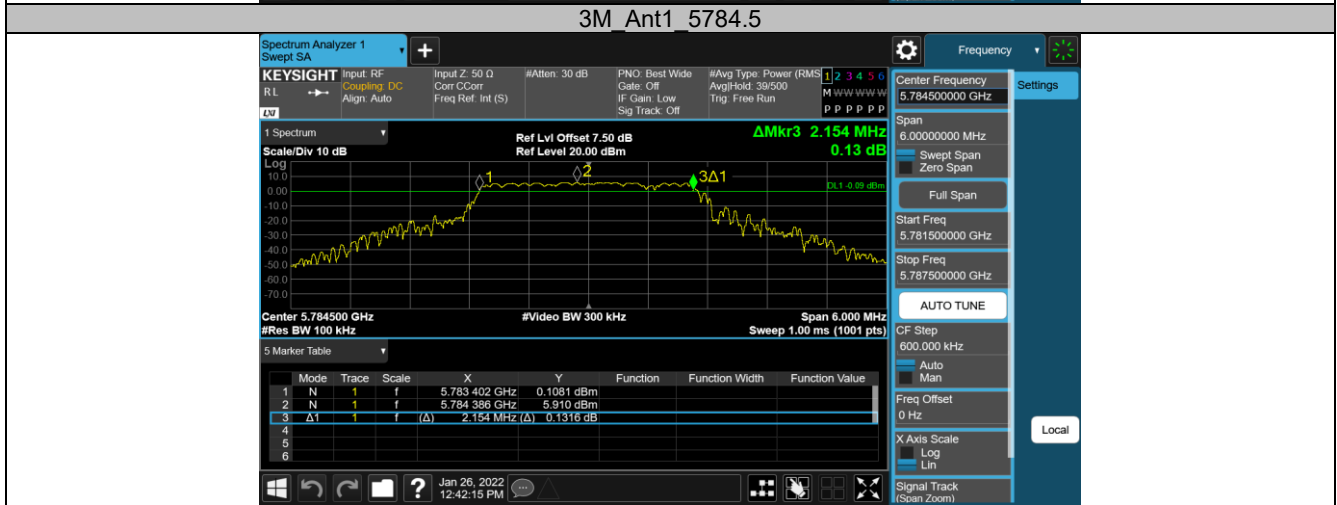 3M_Ant1_5784.5
Spectrum Analyzer 1
Swept SA
+
Frequency
KEYSIGHT Input: RF Input Z: 50 Ω #Atten: 30 dB PNO: Best Wide #Avg Type: Power (RMS 1 2 3 4 5 6
RL Coupling: DC Corr CCorr Gate: Off Avg|Hold: 39/500 M W W W W W
Align: Auto Freq Ref: Int (S) IF Gain: Low Trig: Free Run
LXI Sig Track: Off P P P P P P
Center Frequency
5.784500000 GHz
Settings
1 Spectrum
Ref Lvl Offset 7.50 dB
ΔMkr3 2.154 MHz
Scale/Div 10 dB Ref Level 20.00 dBm 0.13 dB
Log
10.0
0.00
-10.0
-20.0
-30.0
-40.0
-50.0
-60.0
-70.0
1
2
3Δ1
DL1 -0.09 dBm
Center 5.784500 GHz #Video BW 300 kHz Span 6.000 MHz
#Res BW 100 kHz Sweep 1.00 ms (1001 pts)
Span
6.00000000 MHz
Swept Span
Zero Span
Full Span
Start Freq
5.781500000 GHz
Stop Freq
5.787500000 GHz
AUTO TUNE
CF Step
600.000 kHz
Auto
Man
Freq Offset
0 Hz
X Axis Scale
Log
Lin
Signal Track
(Span Zoom)
Local
5 Marker Table
Mode Trace Scale X Y Function Function Width Function Value
1 N 1 f 5.783 402 GHz 0.1081 dBm
2 N 1 f 5.784 386 GHz 5.910 dBm
3 Δ1 1 f (Δ) 2.154 MHz (Δ) 0.1316 dB
4
5
6
?
Jan 26, 2022
12:42:15 PM